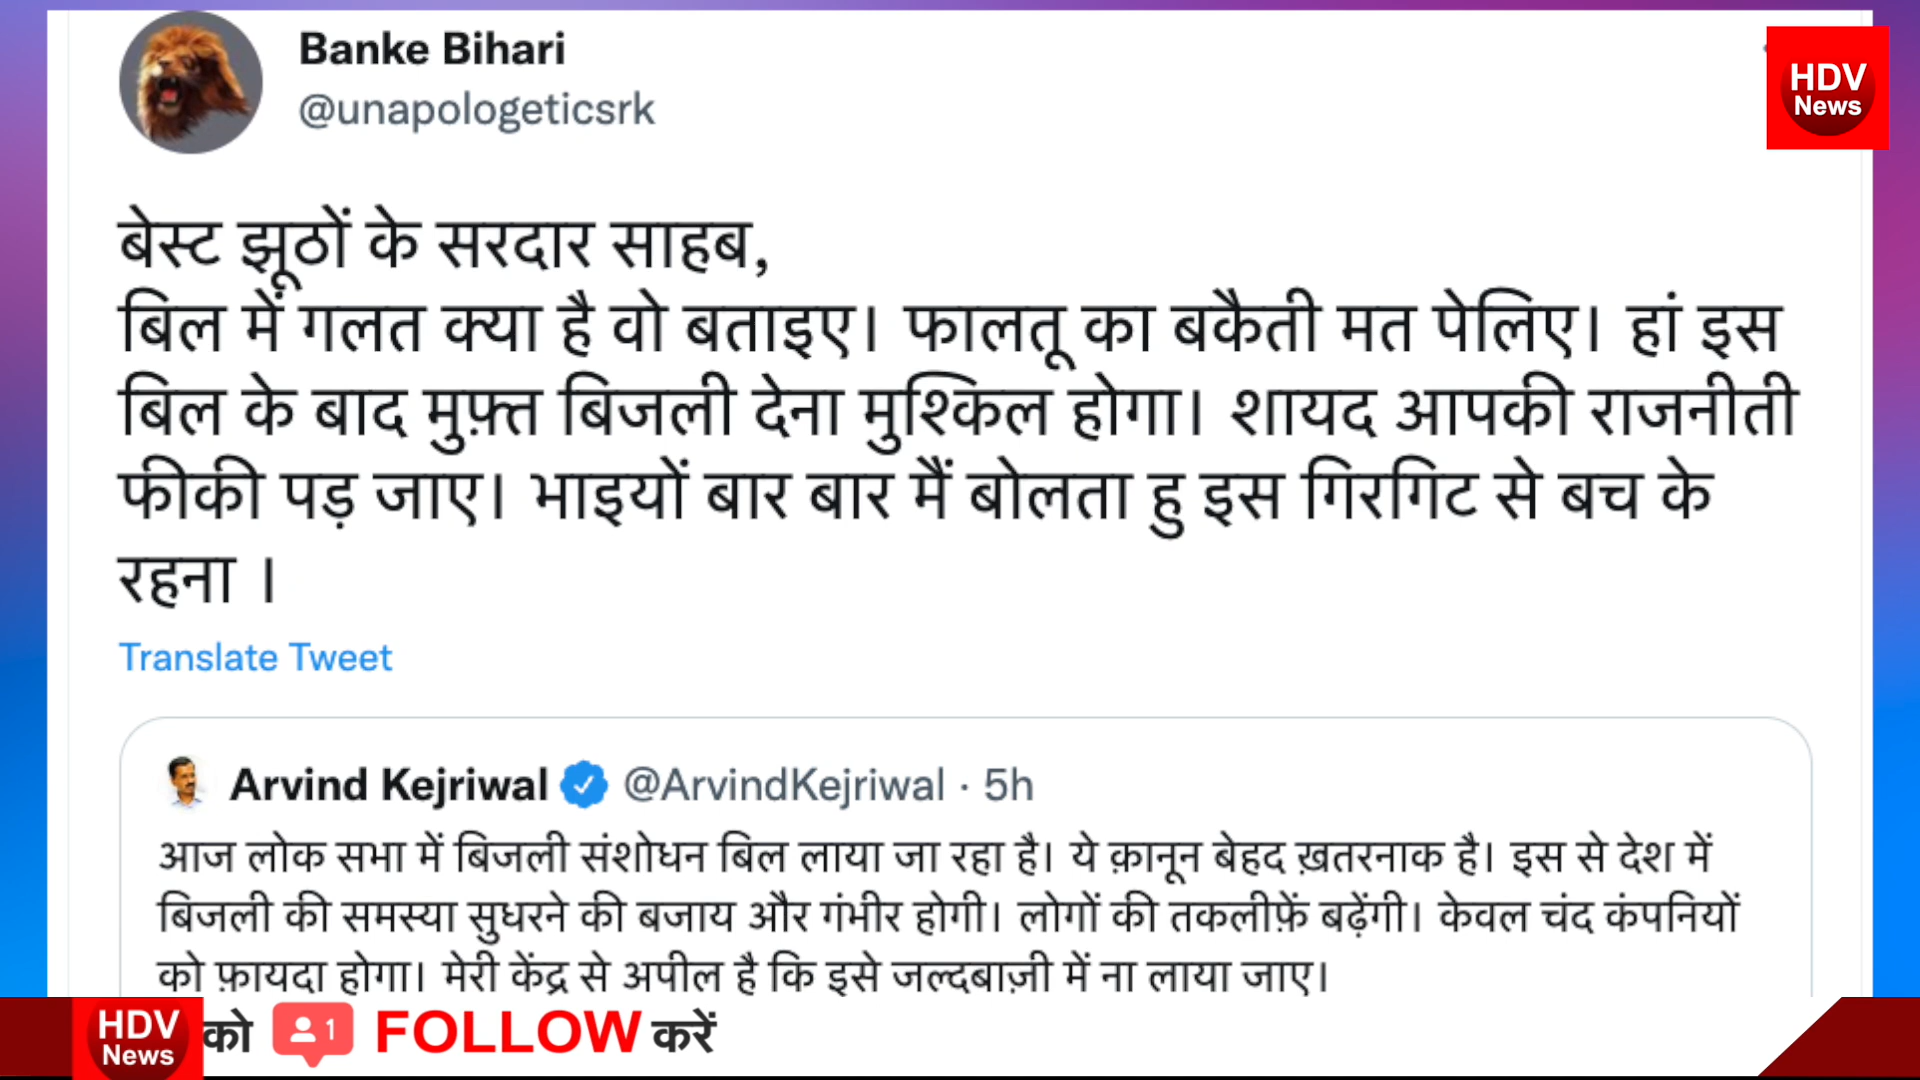 Banke Bihari
@unapologeticsrk
HDV
News
बेस्ट झूठों के सरदार साहब,
बिल में गलत क्या है वो बताइए। फालतू का बकैती मत पेलिए। हां इस
बिल के बाद मुफ़्त बिजली देना मुश्किल होगा। शायद आपकी राजनीती
फीकी पड़ जाए। भाइयों बार बार मैं बोलता हु इस गिरगिट से बच के
रहना ।
Translate Tweet
Arvind Kejriwal @ArvindKejriwal · 5h
आज लोक सभा में बिजली संशोधन बिल लाया जा रहा है। ये क़ानून बेहद ख़तरनाक है। इस से देश में
बिजली की समस्या सुधरने की बजाय और गंभीर होगी। लोगों की तकलीफ़ें बढ़ेंगी। केवल चंद कंपनियों
को फ़ायदा होगा। मेरी केंद्र से अपील है कि इसे जल्दबाज़ी में ना लाया जाए।
HDV
News
को 1 FOLLOW करें